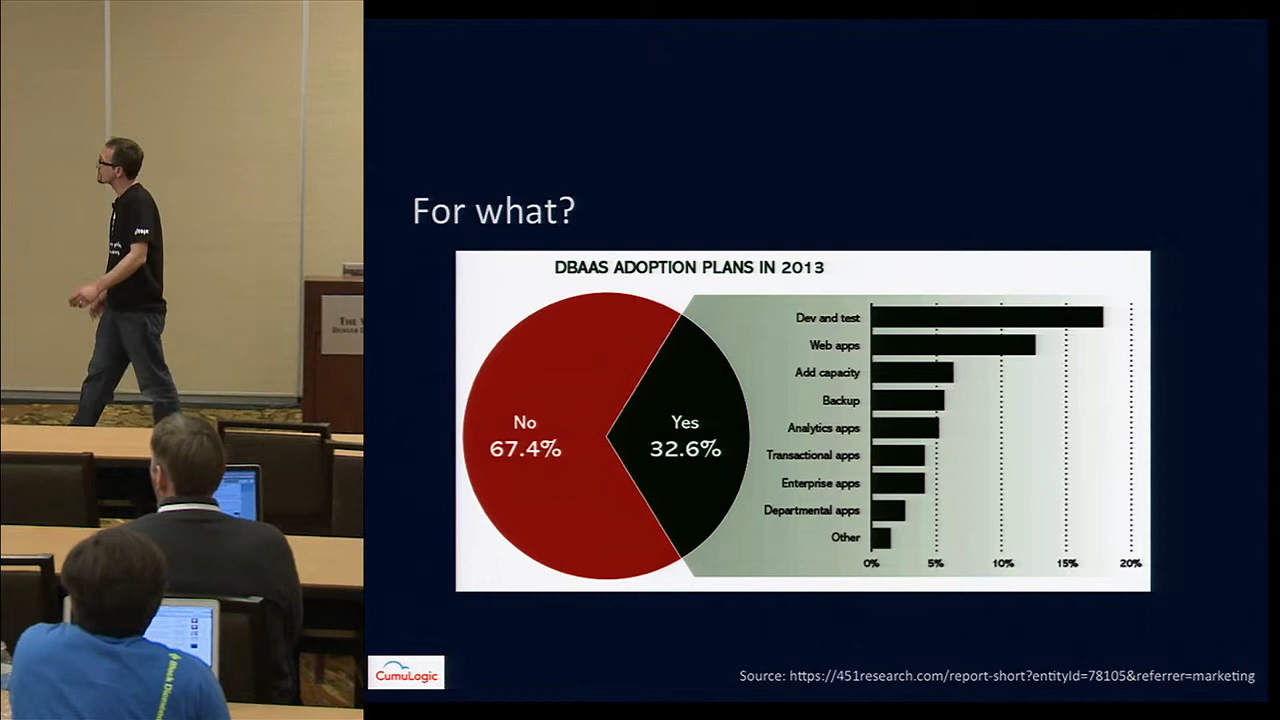 For what?
DBAAS ADOPTION PLANS IN 2013
No
67.4%
Yes
32.6%
Dev and test
Web apps
Add capacity
Backup
Analytics apps
Transactional apps
Enterprise apps
Departmental apps
Other
0% 5% 10% 15% 20%
CumuLogic
Source: https://451research.com/report-short?entityId=78105&referrer=marketing